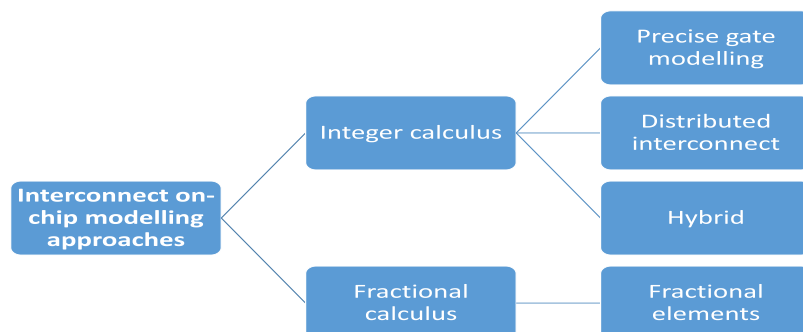 Interconnect on-
chip modelling
approaches
Integer calculus
Precise gate
modelling
Distributed
interconnect
Hybrid
Fractional
calculus
Fractional
elements